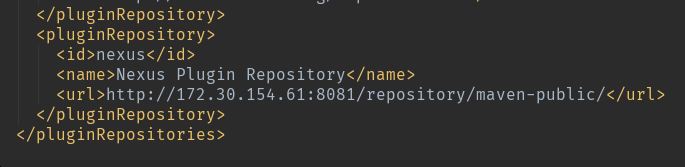 </pluginRepository>
<pluginRepository>
<id>nexus</id>
<name>Nexus Plugin Repository</name>
<url>http://172.30.154.61:8081/repository/maven-public/</url>
</pluginRepository>
</pluginRepositories>